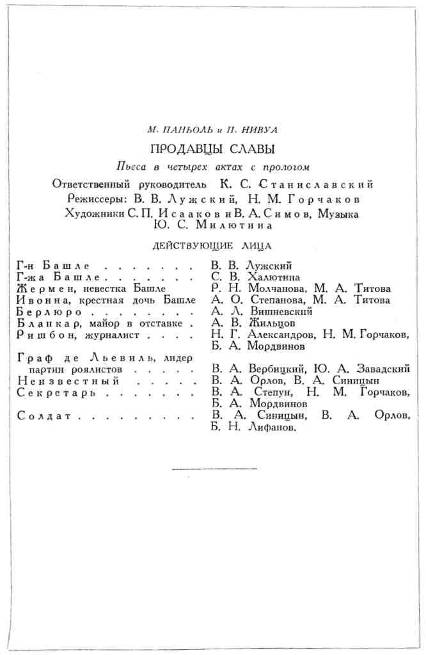 М. ПАНЬОЛЬ и П. НИВУА
ПРОДАВЦЫ СЛАВЫ
Пьеса в четырех актах с прологом
Ответственный руководитель К. С. Станиславский
Режиссеры: В. В. Лужский, Н. М. Горчаков
Художники С. П. Исааков и В. А. Симов, Музыка
Ю. С. Милютина
ДЕЙСТВУЮЩИЕ ЛИЦА
Г-н Башле . . . . . . . В. В. Лужский
Г-жа Башле . . . . . . . С. В. Халютина
Жермен, невестка Башле Р. Н. Молчанова, М. А. Титова
Ивонна, крестная дочь Башле А. О. Степанова, М. А. Титова
Берлюро . . . . . . . . А. Л. Вишневский
Бланкар, майор в отставке . А. В. Жильцов
Ришбон, журналист . . . . Н. Г. Александров, Н. М. Горчаков,
Б. А. Мордвинов
Граф де Льевиль, лидер
партии роялистов . . . . . В. А. Вербицкий, Ю. А. Завадский
Неизвестный . . . . . В. А. Орлов, В. А. Синицын
Секретарь . . . . . . . В. А. Степун, Н. М. Горчаков,
Б. А. Мордвинов
Солдат . . . . . . . . . В. А. Синицын, В. А. Орлов,
Б. Н. Лифанов.